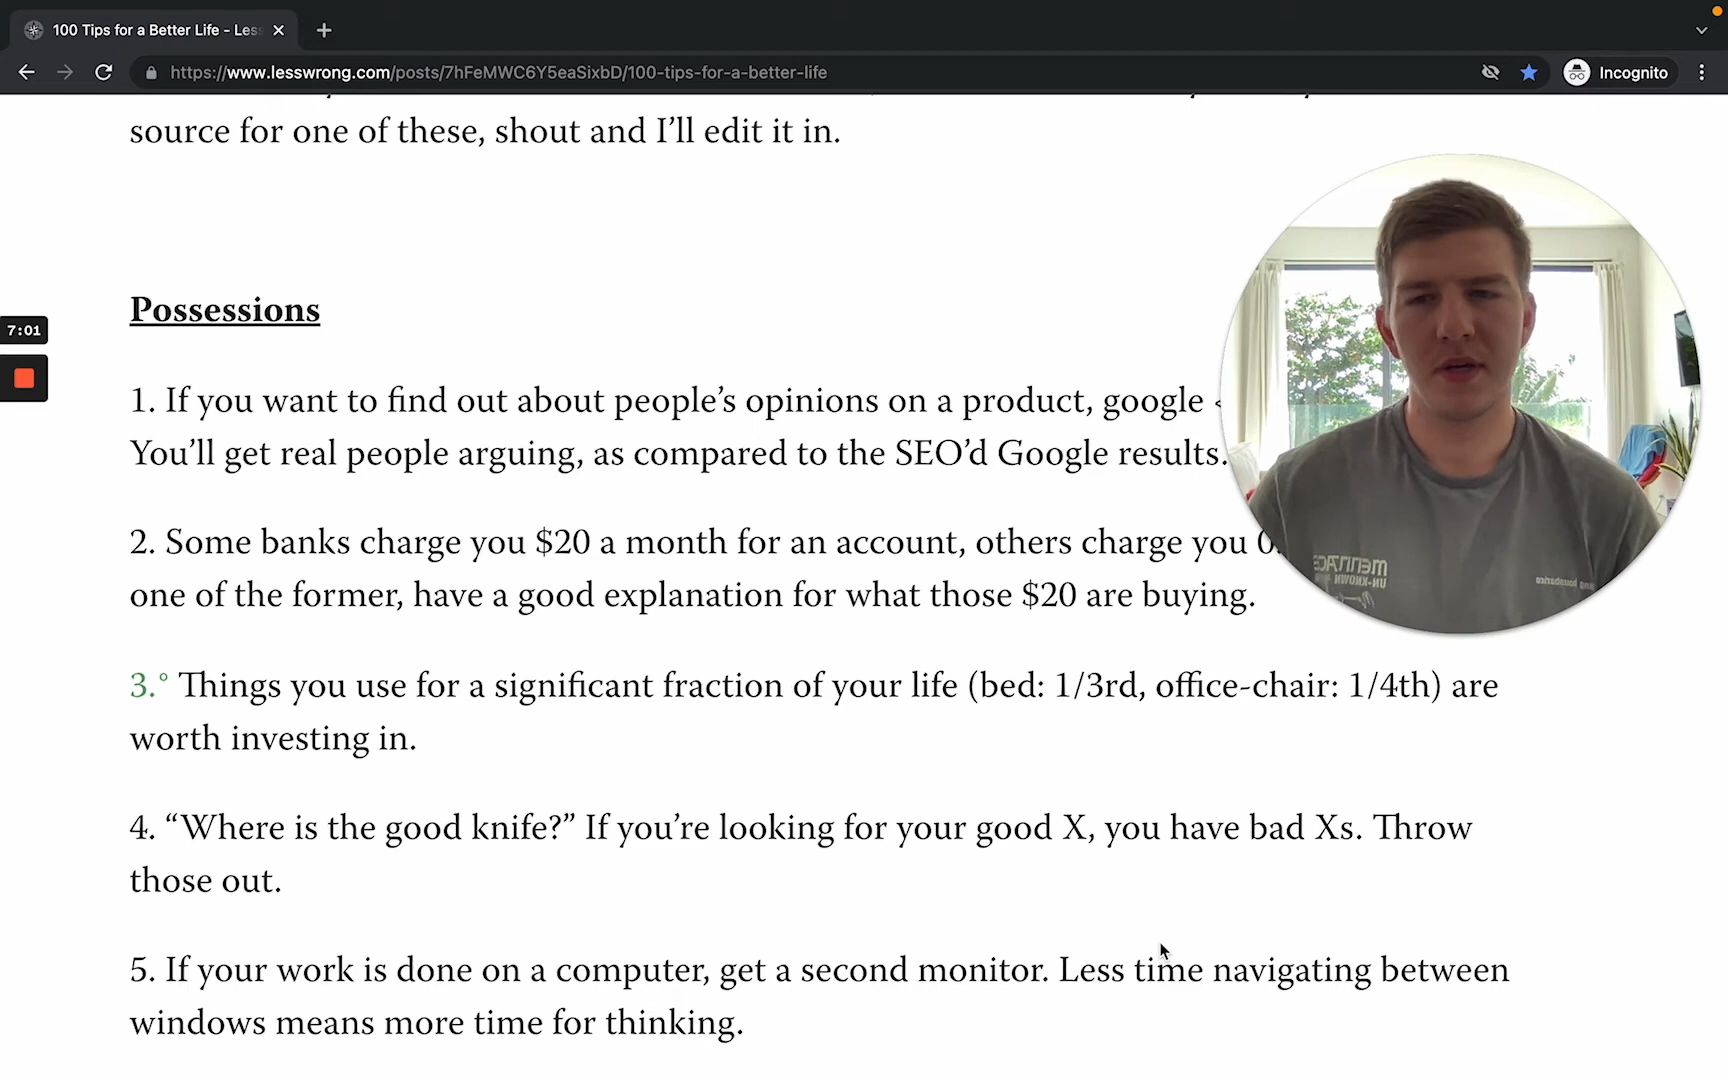 100 Tips for a Better Life - Les
https://www.lesswrong.com/posts/7hFeMWC6Y5eaSixbD/100-tips-for-a-better-life
Incognito
source for one of these, shout and I'll edit it in.
Possessions
7:01
1. If you want to find out about people's opinions on a product, google <
You'll get real people arguing, as compared to the SEO'd Google results.
2. Some banks charge you $20 a month for an account, others charge you 0.
one of the former, have a good explanation for what those $20 are buying.
3.° Things you use for a significant fraction of your life (bed: 1/3rd, office-chair: 1/4th) are
worth investing in.
4. “Where is the good knife?” If you're looking for your good X, you have bad Xs. Throw
those out.
5. If your work is done on a computer, get a second monitor. Less time navigating between
windows means more time for thinking.
UN-KNOWN